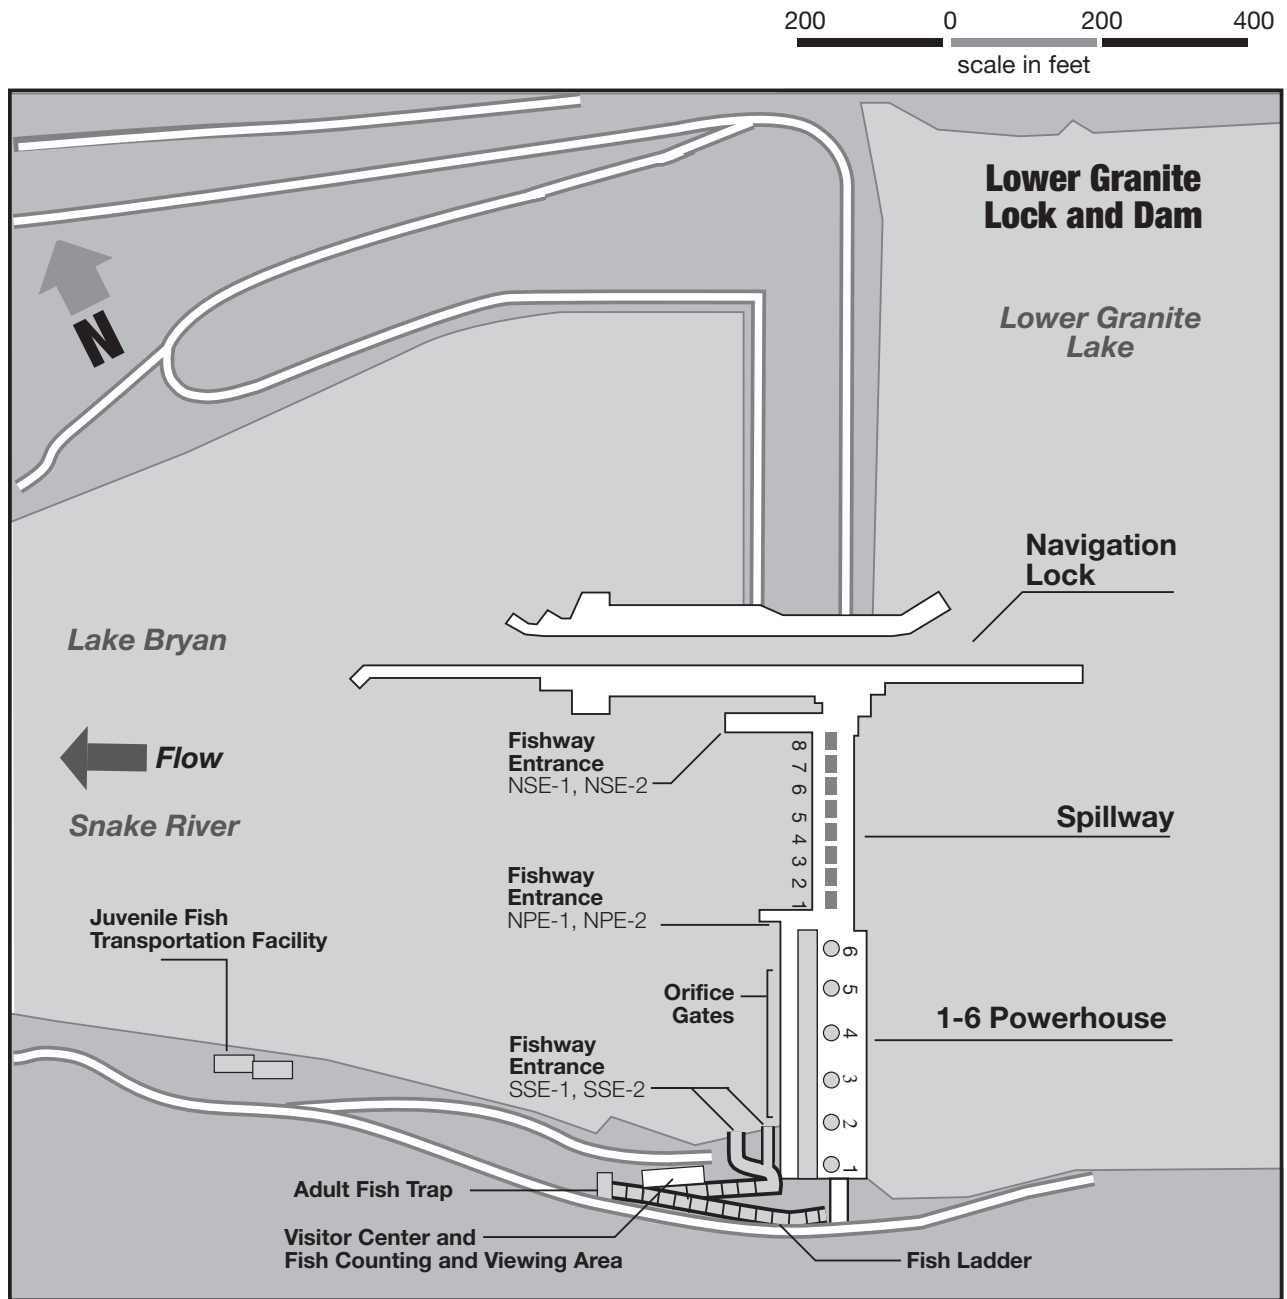 200 0 200 400
scale in feet
Lower Granite
Lock and Dam
N
Lower Granite
Lake
Navigation
Lock
Lake Bryan
Flow
Snake River
Fishway
Entrance
NSE-1, NSE-2
8
7
6
5
4
3
2
1
Spillway
Fishway
Entrance
NPE-1, NPE-2
Juvenile Fish
Transportation Facility
6
5
4
3
2
1
Orifice
Gates
1-6 Powerhouse
Fishway
Entrance
SSE-1, SSE-2
Adult Fish Trap
Visitor Center and
Fish Counting and Viewing Area
Fish Ladder